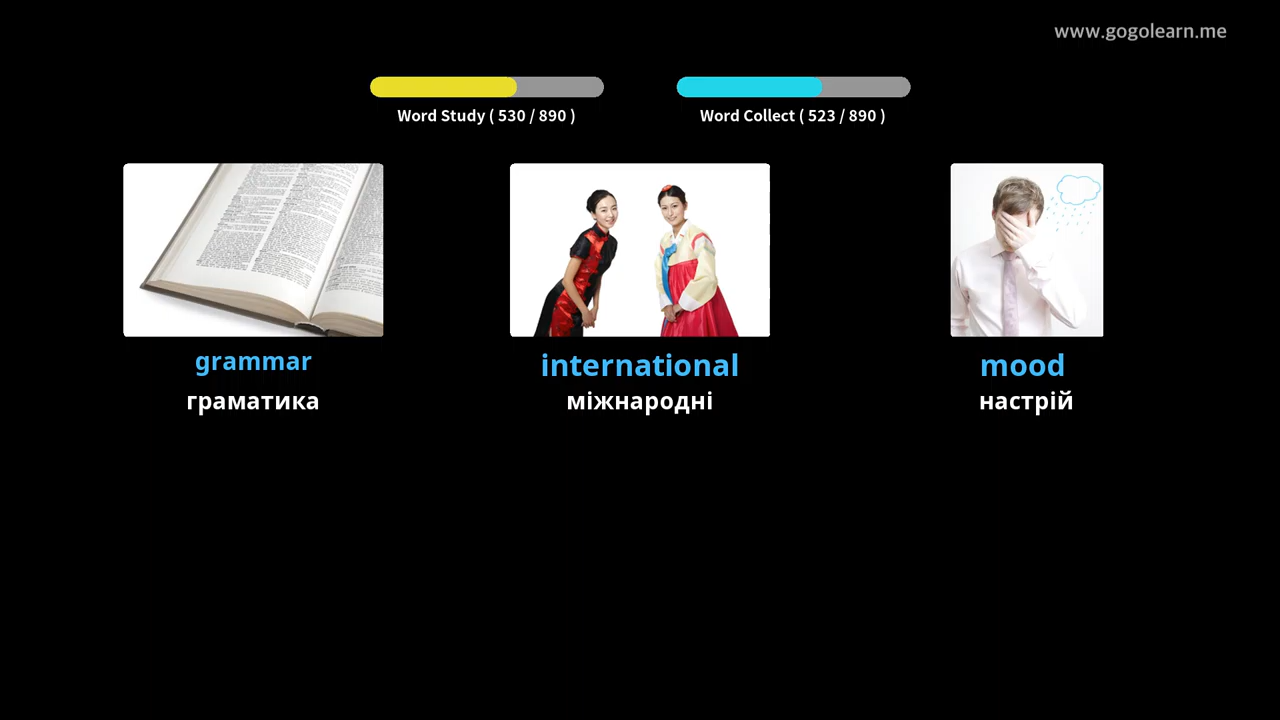 www.gogolearn.me
Word Study ( 530 / 890 )
Word Collect ( 523 / 890 )
grammar
international
mood
граматика
міжнародні
настрій